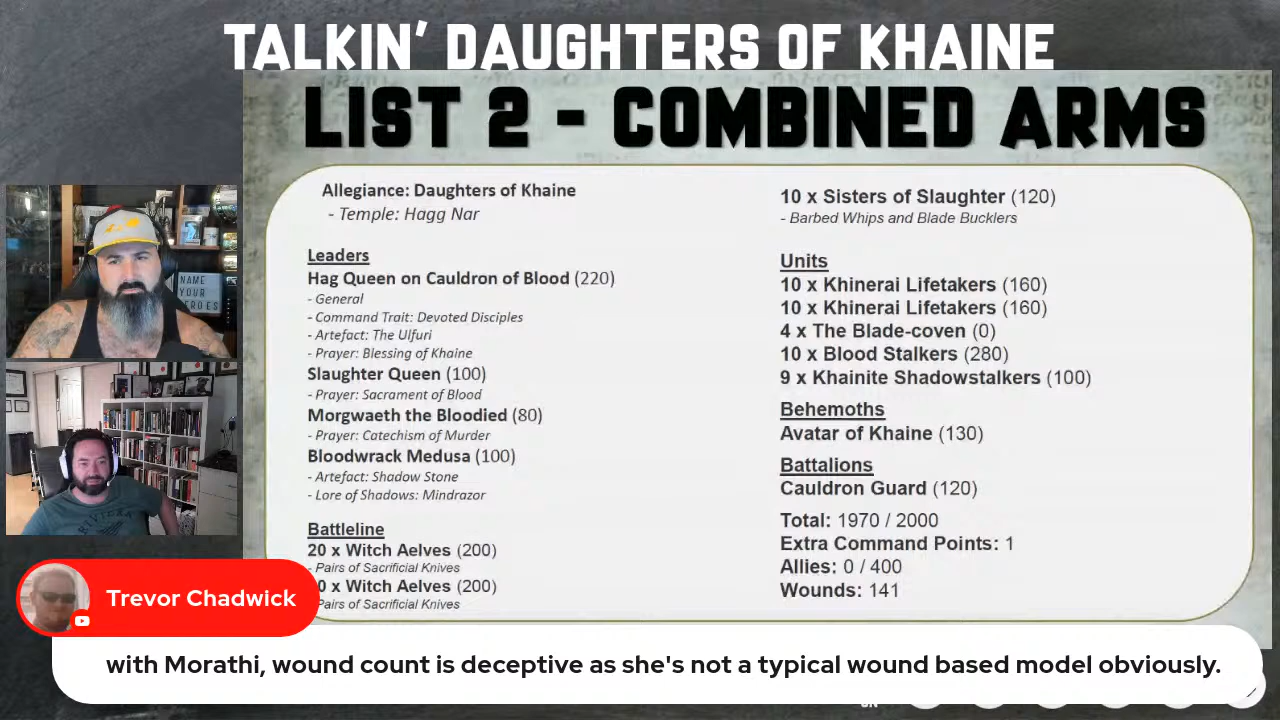 TALKIN' DAUGHTERS OF KHAINE
LIST 2 - COMBINED ARMS
Allegiance: Daughters of Khaine
- Temple: Hagg Nar
Leaders
Hag Queen on Cauldron of Blood (220)
- General
- Command Trait: Devoted Disciples
- Artefact: The Ulfuri
- Prayer: Blessing of Khaine
Slaughter Queen (100)
- Prayer: Sacrament of Blood
Morgwaeth the Bloodied (80)
- Prayer: Catechism of Murder
Bloodwrack Medusa (100)
- Artefact: Shadow Stone
- Lore of Shadows: Mindrazor
Battleline
20 x Witch Aelves (200)
- Pairs of Sacrificial Knives
0 x Witch Aelves (200)
Pairs of Sacrificial Knives
10 x Sisters of Slaughter (120)
- Barbed Whips and Blade Bucklers
Units
10 x Khinerai Lifetakers (160)
10 x Khinerai Lifetakers (160)
4 x The Blade-coven (0)
10 x Blood Stalkers (280)
9 x Khainite Shadowstalkers (100)
Behemoths
Avatar of Khaine (130)
Battalions
Cauldron Guard (120)
Total: 1970 / 2000
Extra Command Points: 1
Allies: 0 / 400
Wounds: 141
NAME
YOUR
HEROES
Trevor Chadwick
with Morathi, wound count is deceptive as she's not a typical wound based model obviously.